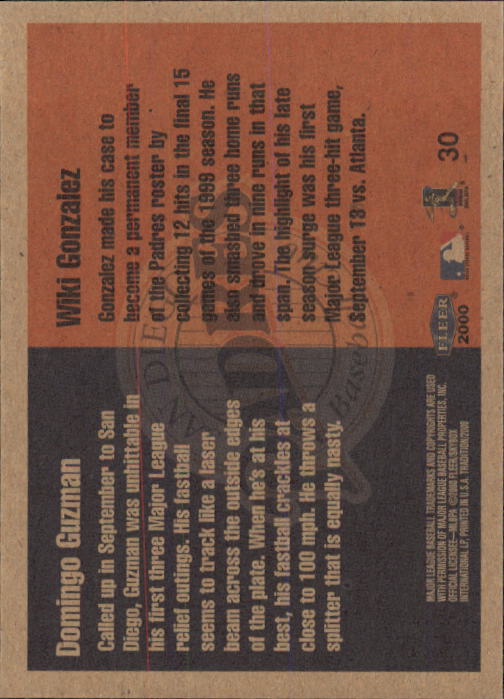 Domingo Guzman
Called up in September to San
Diego, Guzman was unhittable in
his first three Major League
relief outings. His fastball
seems to track like a laser
beam across the outside edges
of the plate. When he's at his
best, his fastball crackles at
close to 100 mph. He throws a
splitter that is equally nasty.
Wiki Gonzalez
Gonzalez made his case to
become a permanent member
of the Padres roster by
collecting 12 hits in the final 15
games of the 1999 season. He
also smashed three home runs
and drove in nine runs in that
span. The highlight of his late
season surge was his first
Major League three-hit game,
September 13 vs. Atlanta.
SAN DIEGO
PADRES
Baseball
MAJOR LEAGUE BASEBALL TRADEMARKS AND COPYRIGHTS ARE USED
WITH PERMISSION OF MAJOR LEAGUE BASEBALL PROPERTIES, INC.
OFFICIAL LICENSEE—MLBPA ©2000 FLEER/SKYBOX
INTERNATIONAL LP. PRINTED IN U.S.A. TRADITION/2000
FLEER
2000
30